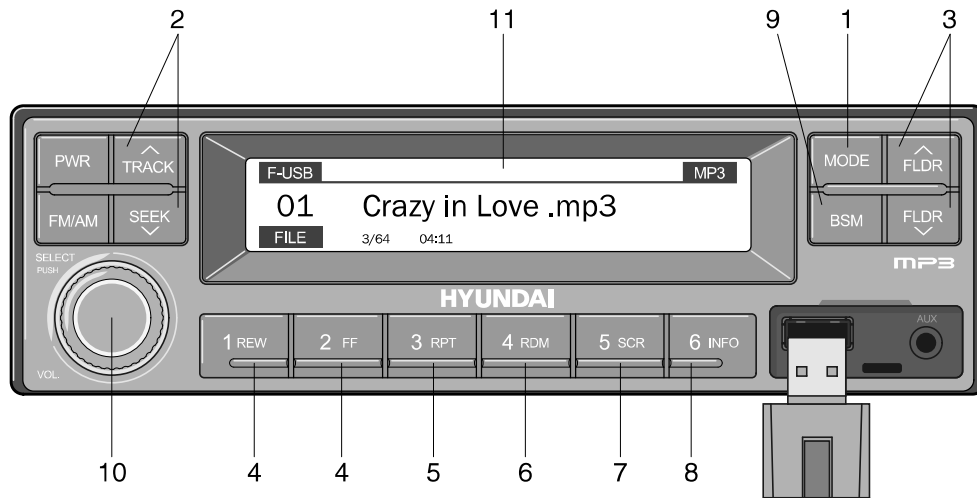 2 11 9 1 3
PWR
TRACK
FM/AM
SEEK
F-USB MP3
01 Crazy in Love .mp3
FILE 3/64 04:11
MODE
FLDR
BSM
FLDR
SELECT
PUSH
VOL.
HYUNDAI
MP3
AUX
1 REW
2 FF
3 RPT
4 RDM
5 SCR
6 INFO
10 4 4 5 6 7 8